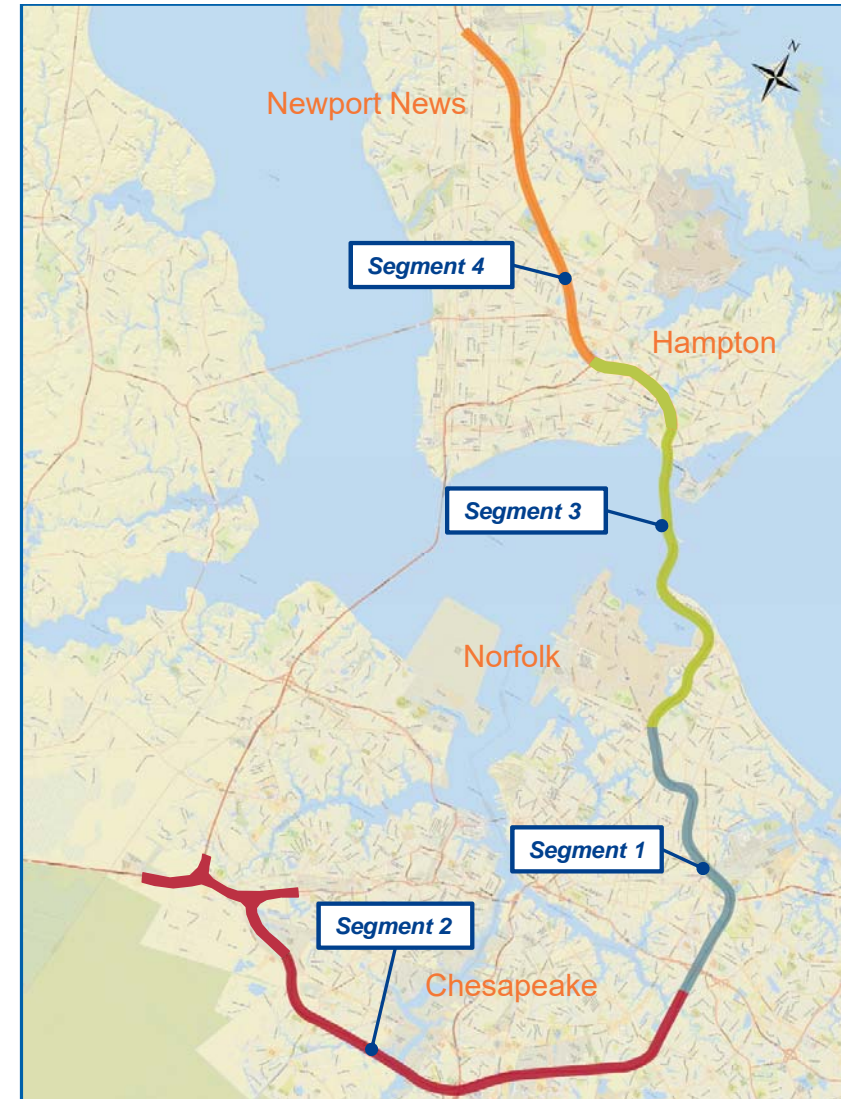 N
Newport News
Segment 4
Hampton
Segment 3
Norfolk
Segment 1
Segment 2
Chesapeake